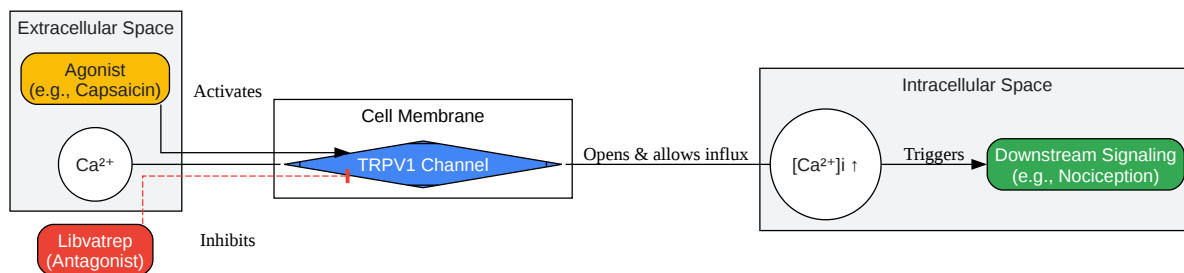 Extracellular Space
Agonist
(e.g., Capsaicin)
Activates
Ca²⁺
Libvatrep
(Antagonist)
Inhibits
Cell Membrane
TRPV1 Channel
Opens & allows influx
Intracellular Space
[Ca²⁺]i ↑
Triggers
Downstream Signaling
(e.g., Nociception)